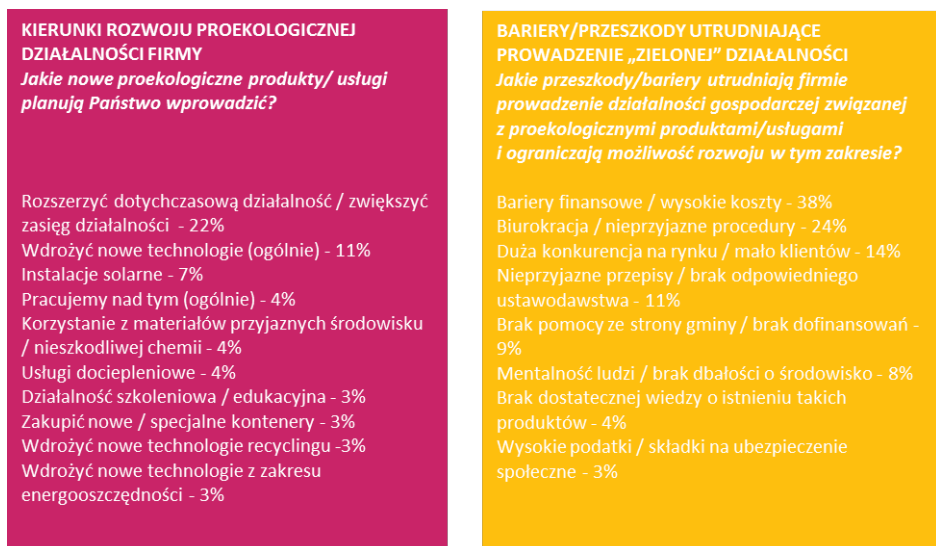 KIERUNKI ROZWOJU PROEKOLOGICZNEJ
DZIAŁALNOŚCI FIRMY
Jakie nowe proekologiczne produkty/ usługi
planują Państwo wprowadzić?
Rozszerzyć dotychczasową działalność / zwiększyć
zasięg działalności - 22%
Wdrożyć nowe technologie (ogólnie) - 11%
Instalacje solarne - 7%
Pracujemy nad tym (ogólnie) - 4%
Korzystanie z materiałów przyjaznych środowisku
/ nieszkodliwej chemii - 4%
Usługi dociepleniowe - 4%
Działalność szkoleniowa / edukacyjna - 3%
Zakupić nowe / specjalne kontenery - 3%
Wdrożyć nowe technologie recyclingu -3%
Wdrożyć nowe technologie z zakresu
energooszczędności - 3%
BARIERY/PRZESZKODY UTRUDNIAJĄCE
PROWADZENIE „ZIELONEJ” DZIAŁALNOŚCI
Jakie przeszkody/bariery utrudniają firmie
prowadzenie działalności gospodarczej związanej
z proekologicznymi produktami/usługami
i ograniczają możliwość rozwoju w tym zakresie?
Bariery finansowe / wysokie koszty - 38%
Biurokracja / nieprzyjazne procedury - 24%
Duża konkurencja na rynku / mało klientów - 14%
Nieprzyjazne przepisy / brak odpowiedniego
ustawodawstwa - 11%
Brak pomocy ze strony gminy / brak dofinansowań -
9%
Mentalność ludzi / brak dbałości o środowisko - 8%
Brak dostatecznej wiedzy o istnieniu takich
produktów - 4%
Wysokie podatki / składki na ubezpieczenie
społeczne - 3%